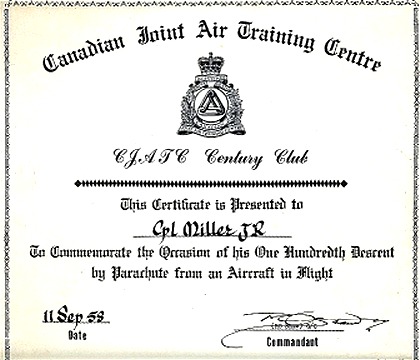 Canadian Joint Air Training Centre
CJATC Century Club
This Certificate is Presented to
Cpl Miller JR
To Commemorate the Occasion of his One Hundredth Descent
by Parachute from an Aircraft in Flight
11 Sep 58
Date
Commandant